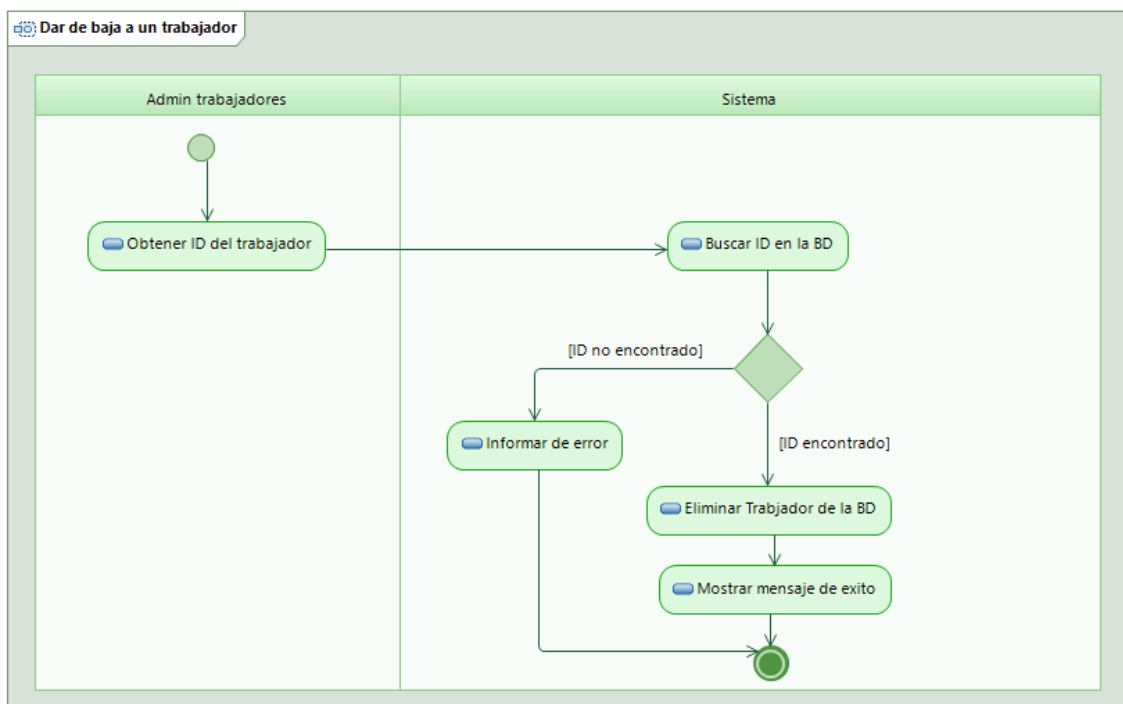 Dar de baja a un trabajador
Admin trabajadores
Sistema
Obtener ID del trabajador
Buscar ID en la BD
[ID no encontrado]
Informar de error
[ID encontrado]
Eliminar Trabjador de la BD
Mostrar mensaje de exito